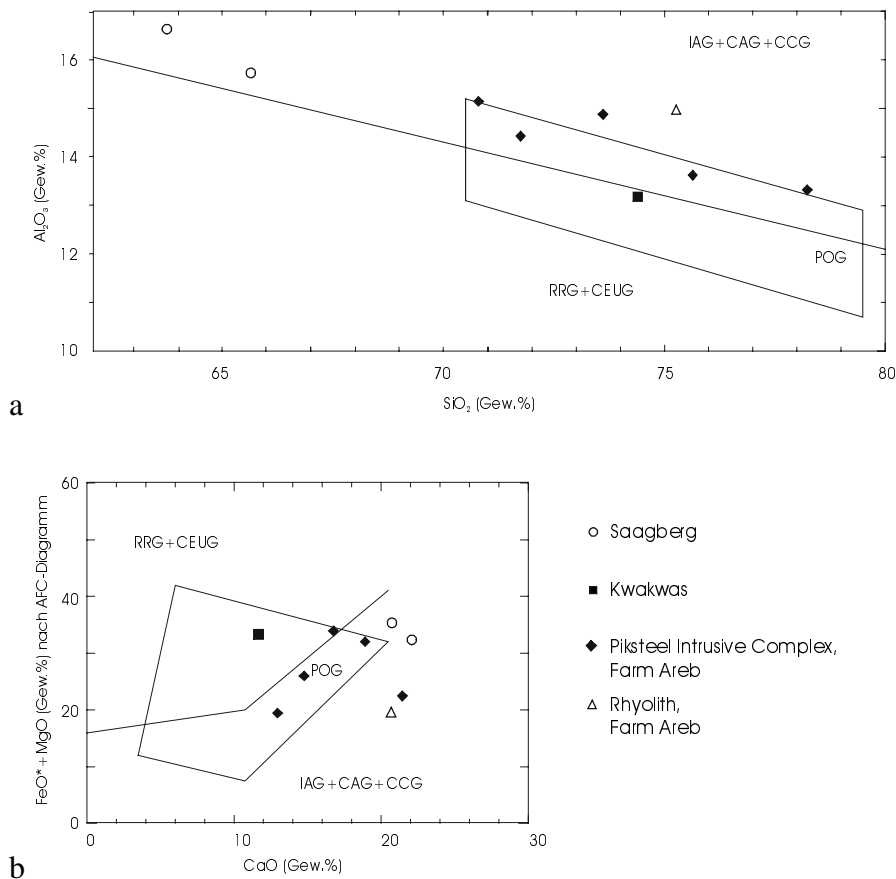 16
14
12
10
Al₂O₃ (Gew.%)
IAG+CAG+CCG
POG
RRG+CEUG
65
70
75
80
SiO₂ (Gew.%)
a
60
40
20
0
FeO*+MgO (Gew.%) nach AFC-Diagramm
RRG+CEUG
POG
IAG+CAG+CCG
0
10
20
30
CaO (Gew.%)
b
Saagberg
Kwakwas
Piksteel Intrusive Complex,
Farm Areb
Rhyolith,
Farm Areb